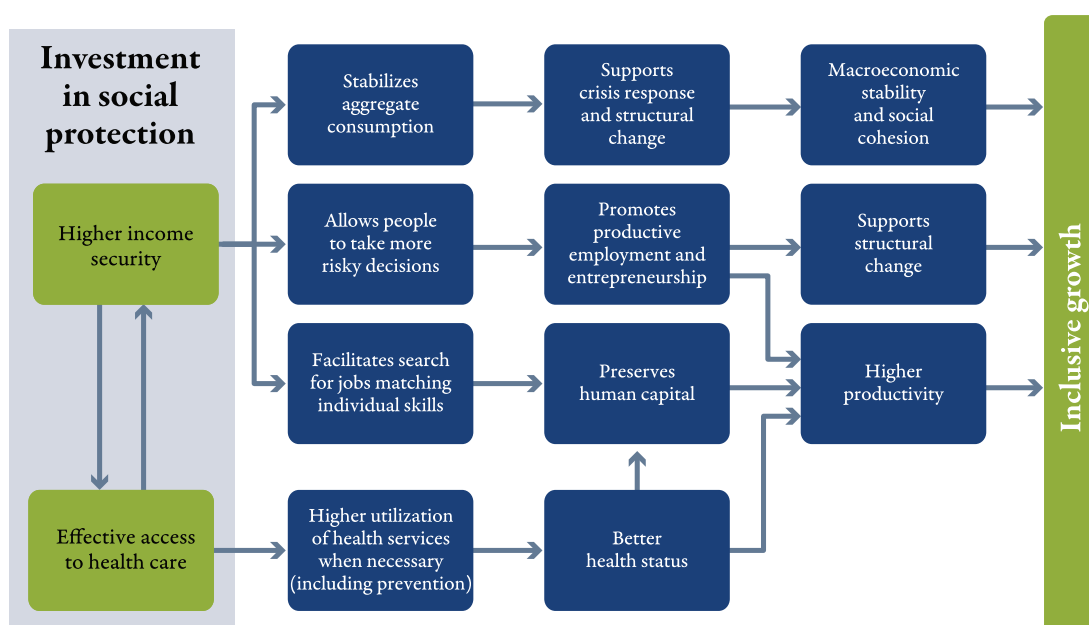 Investment
in social
protection
Higher income
security
Effective access
to health care
Stabilizes
aggregate
consumption
Supports
crisis response
and structural
change
Macroeconomic
stability
and social
cohesion
Allows people
to take more
risky decisions
Promotes
productive
employment and
entrepreneurship
Supports
structural
change
Facilitates search
for jobs matching
individual skills
Preserves
human capital
Higher
productivity
Higher utilization
of health services
when necessary
(including prevention)
Better
health status
Inclusive growth